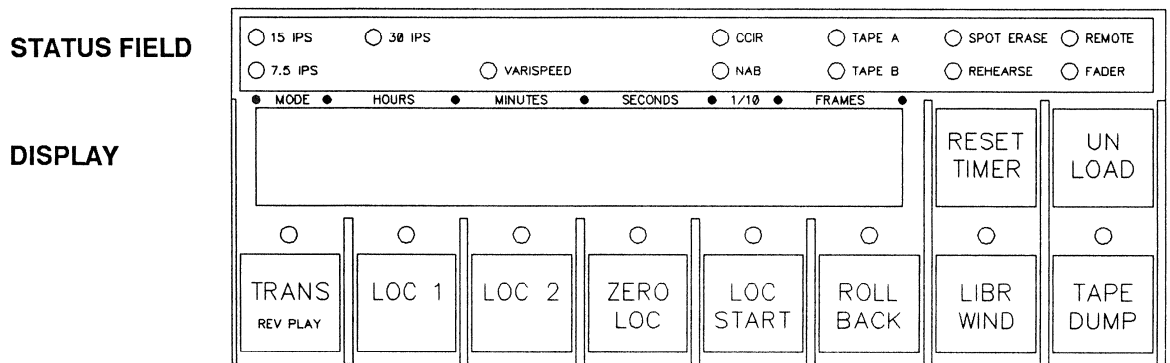 STATUS FIELD
15 IPS 30 IPS CCIR TAPE A SPOT ERASE REMOTE
7.5 IPS VARISPEED NAB TAPE B REHEARSE FADER
MODE HOURS MINUTES SECONDS 1/10 FRAMES
DISPLAY
RESET TIMER
UN LOAD
TRANS
REV PLAY
LOC 1
LOC 2
ZERO LOC
LOC START
ROLL BACK
LIBR WIND
TAPE DUMP